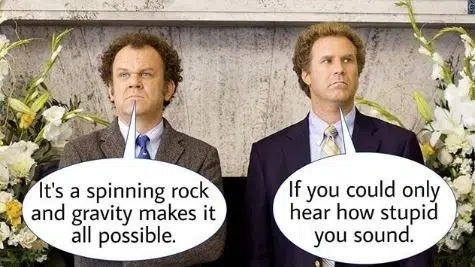 It's a spinning rock
and gravity makes it
all possible.
If you could only
hear how stupid
you sound.